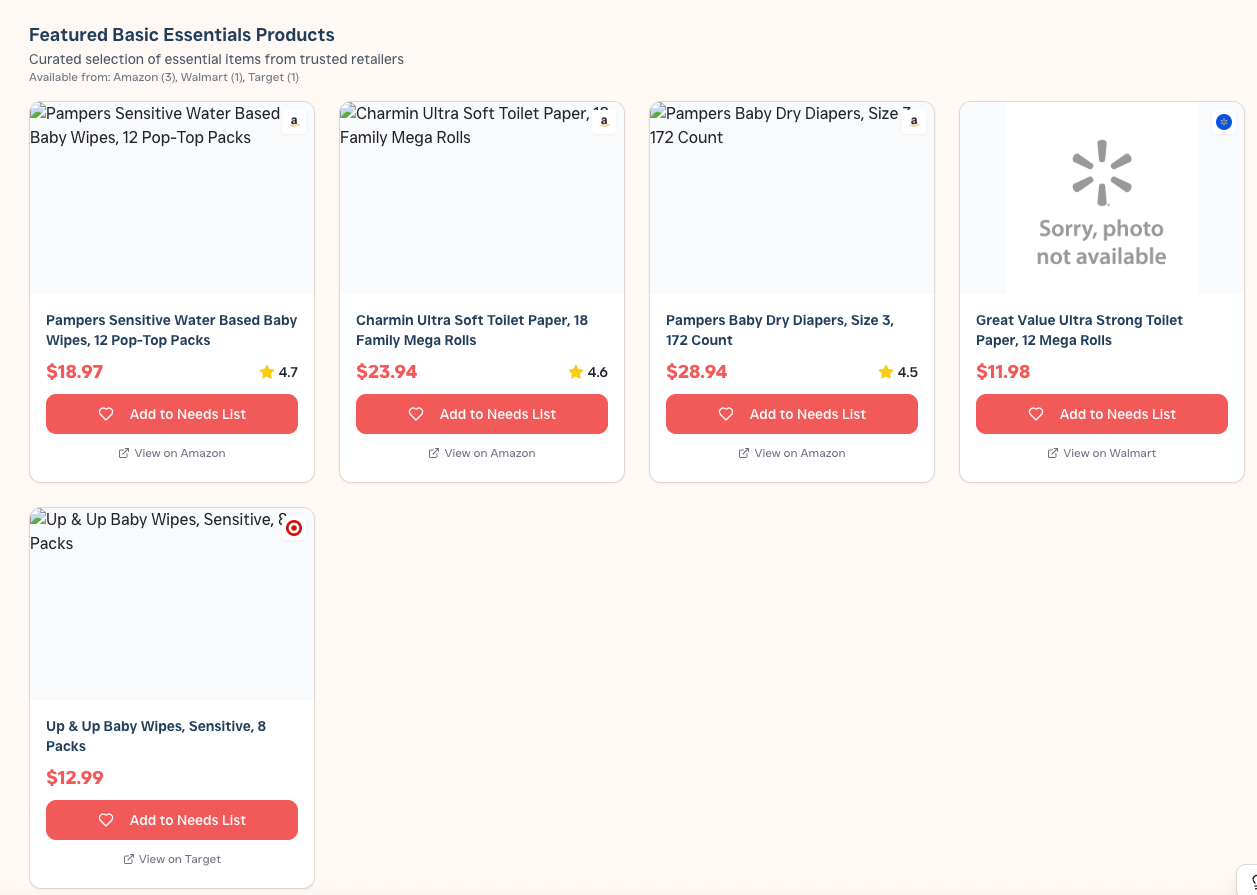 Featured Basic Essentials Products
Curated selection of essential items from trusted retailers
Available from: Amazon (3), Walmart (1), Target (1)
Pampers Sensitive Water Based
Baby Wipes, 12 Pop-Top Packs
a
Pampers Sensitive Water Based Baby
Wipes, 12 Pop-Top Packs
$18.97
4.7
Add to Needs List
View on Amazon
Charmin Ultra Soft Toilet Paper, 18
Family Mega Rolls
a
Charmin Ultra Soft Toilet Paper, 18
Family Mega Rolls
$23.94
4.6
Add to Needs List
View on Amazon
Pampers Baby Dry Diapers, Size
172 Count
a
Pampers Baby Dry Diapers, Size 3,
172 Count
$28.94
4.5
Add to Needs List
View on Amazon
Sorry, photo
not available
Great Value Ultra Strong Toilet
Paper, 12 Mega Rolls
$11.98
Add to Needs List
View on Walmart
Up & Up Baby Wipes, Sensitive,
Packs
Up & Up Baby Wipes, Sensitive, 8
Packs
$12.99
Add to Needs List
View on Target